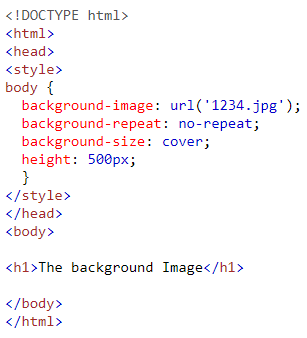 <!DOCTYPE html>
<html>
<head>
<style>
body {
  background-image: url('1234.jpg');
  background-repeat: no-repeat;
  background-size: cover;
  height: 500px;
  }
</style>
</head>
<body>

<h1>The background Image</h1>

</body>
</html>